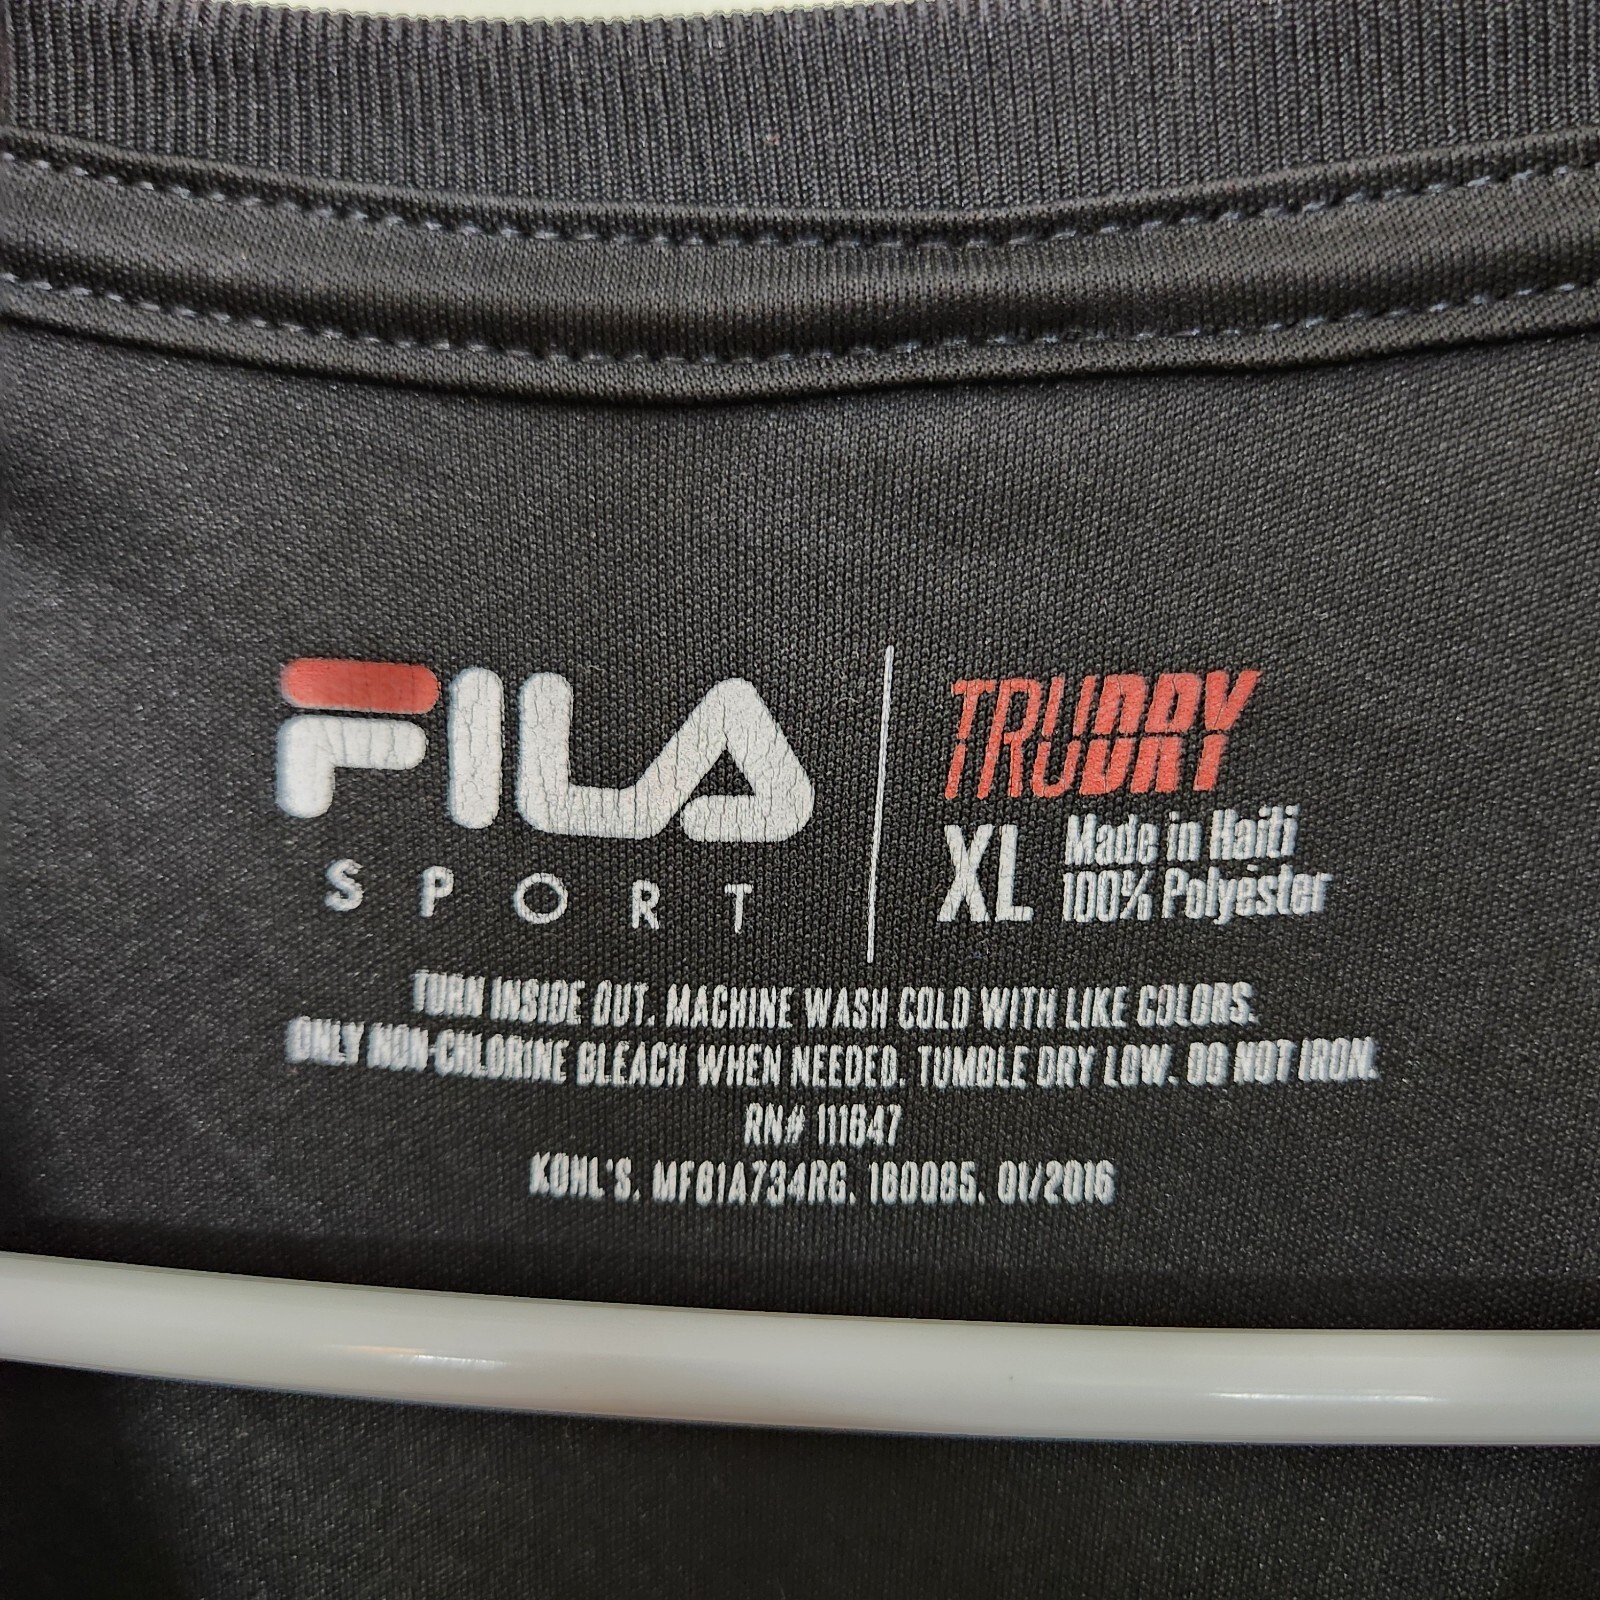 FILA
SPORT
TRUDRY
XL
Made in Haiti
100% Polyester
TURN INSIDE OUT. MACHINE WASH COLD WITH LIKE COLORS.
ONLY NON-CHLORINE BLEACH WHEN NEEDED. TUMBLE DRY LOW. DO NOT IRON.
RN# 111847
KOHL'S. MF61A734RG. 160085. 01/2016